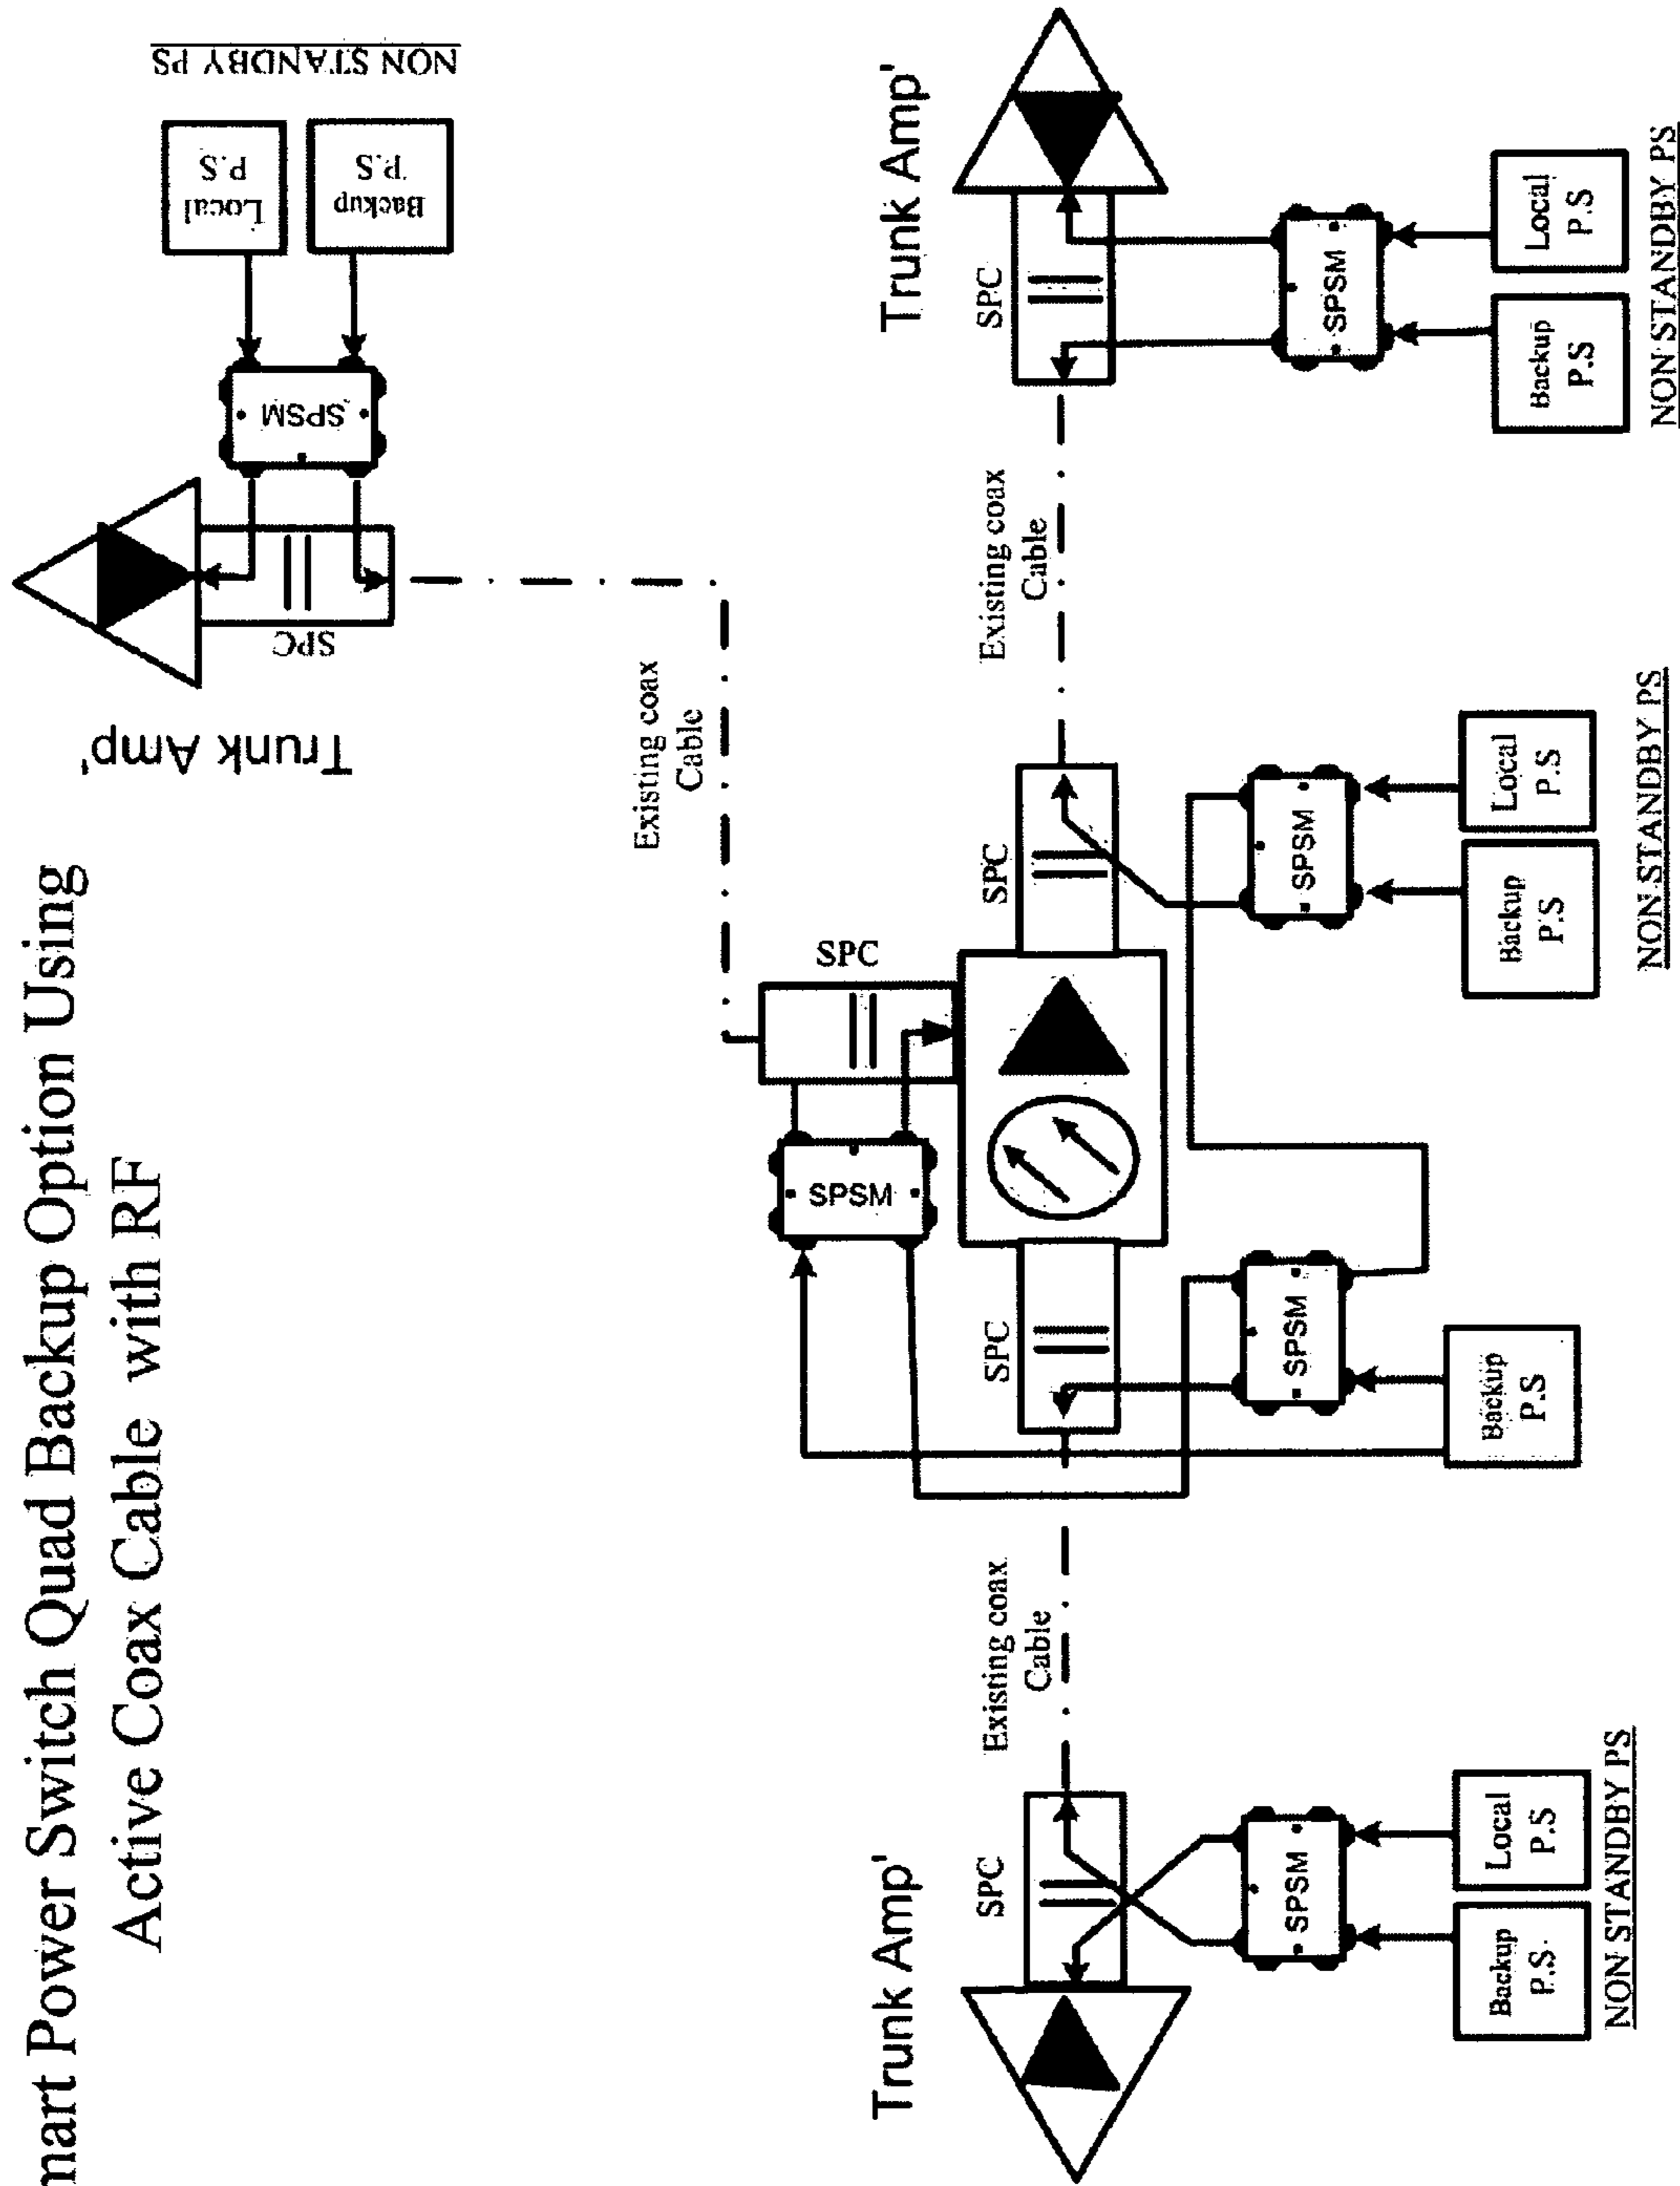 mart Power Switch Quad Backup Option Using
Active Coax Cable with RF
Trunk Amp'
SPC
SPSM
Backup
P.S.
Local
P.S
NON STANDBY PS
Existing coax
Cable
SPC
SPSM
Backup
P.S
SPSM
SPC
SPC
SPSM
Backup
P.S
Local
P.S
NON STANDBY PS
Existing coax
Cable
Existing coax
Cable
Trunk Amp'
SPC
SPSM
Backup
P.S
Local
P.S
NON STANDBY PS
Trunk Amp'
SPC
SPSM
Local
P.S
Backup
P.S
NON STANDBY PS